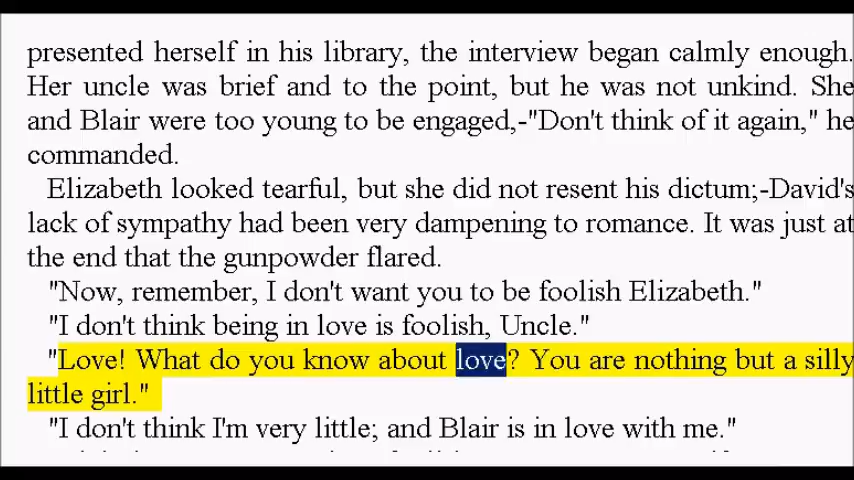 presented herself in his library, the interview began calmly enough.
Her uncle was brief and to the point, but he was not unkind. She
and Blair were too young to be engaged,-"Don't think of it again," he
commanded.
Elizabeth looked tearful, but she did not resent his dictum;-David's
lack of sympathy had been very dampening to romance. It was just at
the end that the gunpowder flared.
"Now, remember, I don't want you to be foolish Elizabeth."
"I don't think being in love is foolish, Uncle."
"Love! What do you know about love? You are nothing but a silly
little girl."
"I don't think I'm very little; and Blair is in love with me."